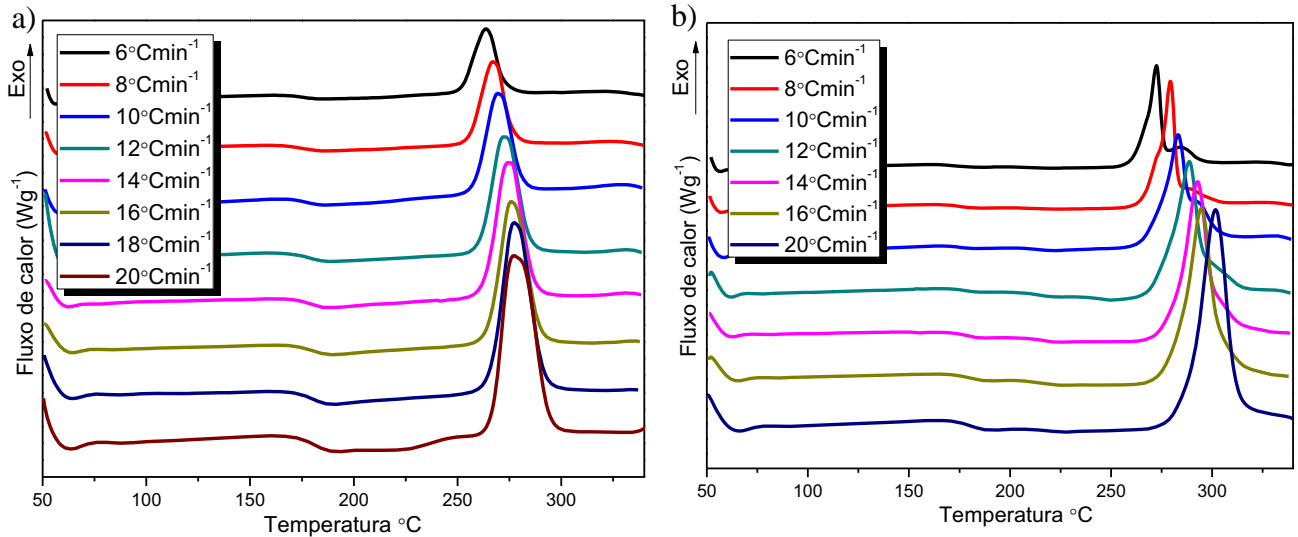 a)
Exo
Fluxo de calor (Wg⁻¹)
6°Cmin⁻¹
8°Cmin⁻¹
10°Cmin⁻¹
12°Cmin⁻¹
14°Cmin⁻¹
16°Cmin⁻¹
18°Cmin⁻¹
20°Cmin⁻¹
50 100 150 200 250 300
Temperatura °C
b)
Exo
Fluxo de calor (Wg⁻¹)
6°Cmin⁻¹
8°Cmin⁻¹
10°Cmin⁻¹
12°Cmin⁻¹
14°Cmin⁻¹
16°Cmin⁻¹
20°Cmin⁻¹
50 100 150 200 250 300
Temperatura °C